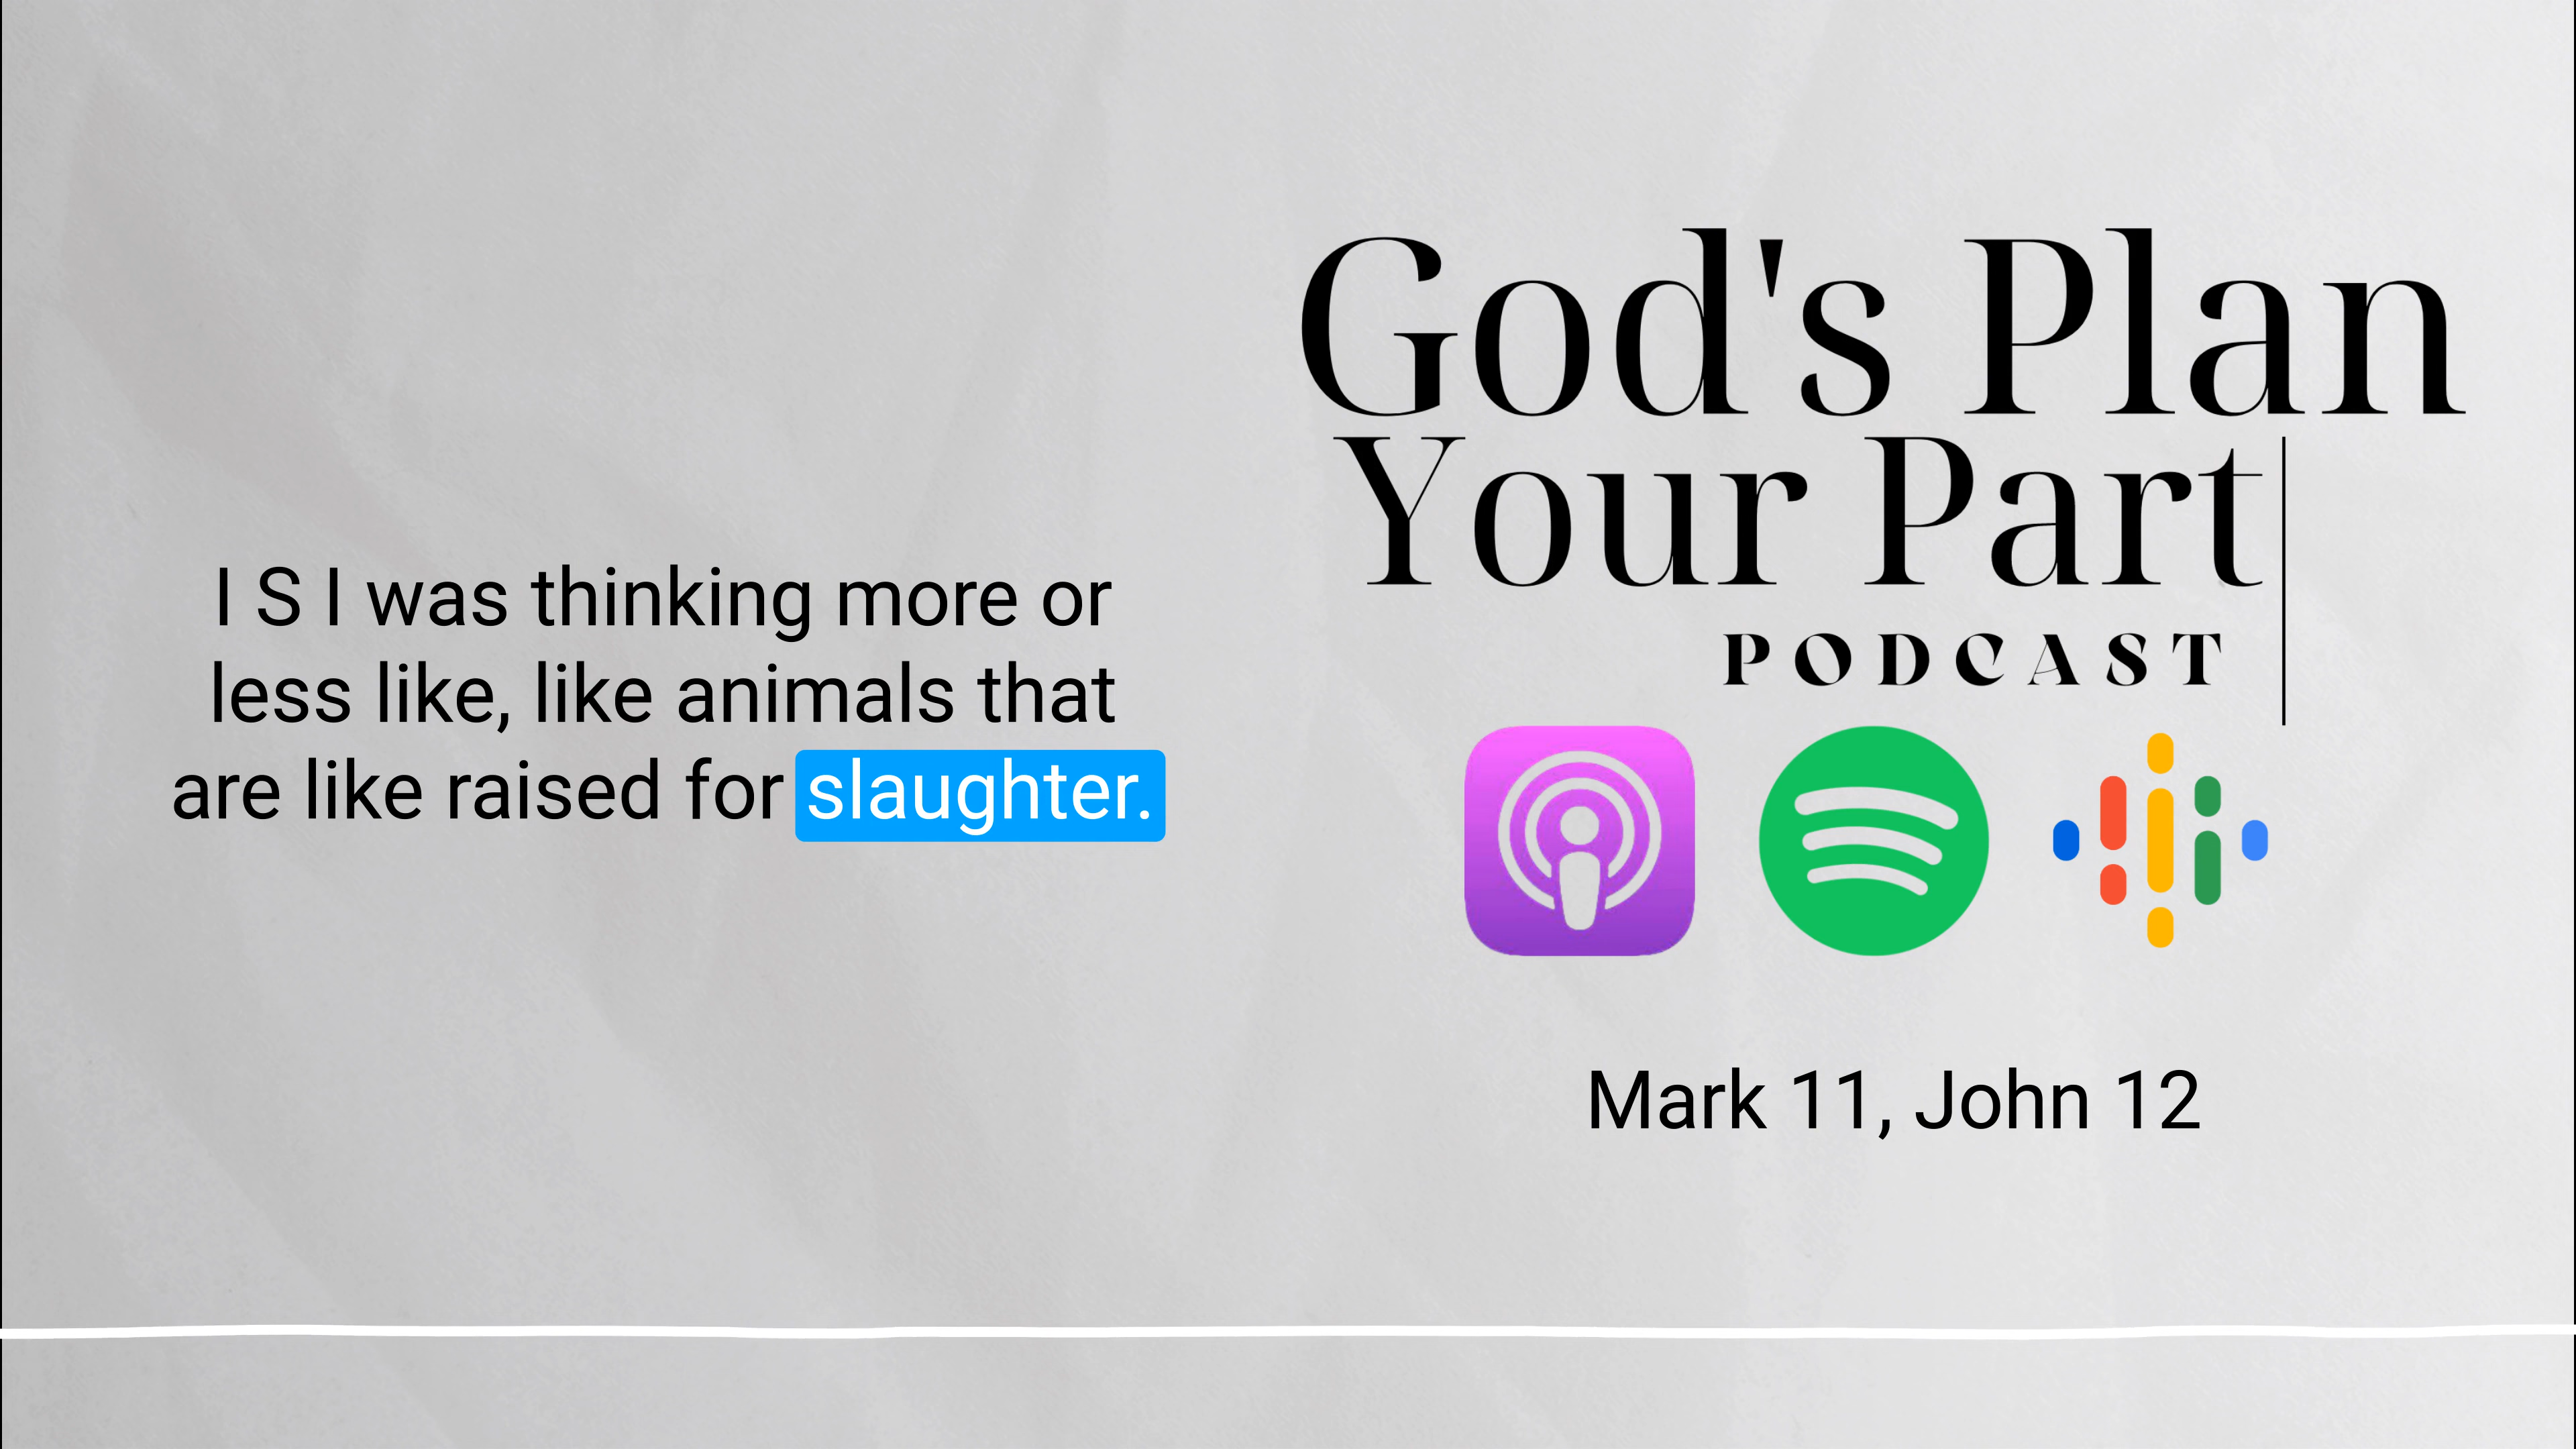 I S I was thinking more or
less like, like animals that
are like raised for slaughter.
God's Plan
Your Part
PODCAST
Mark 11, John 12